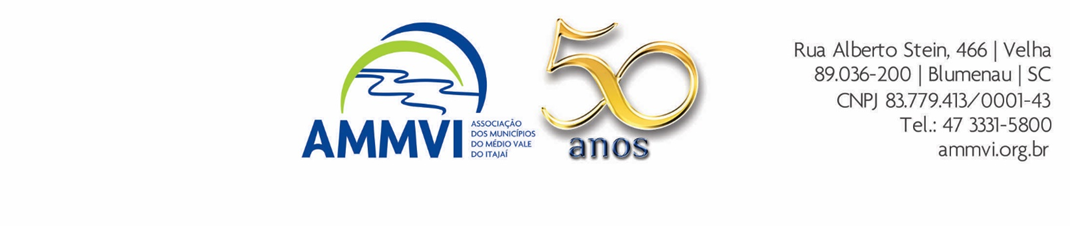 AMMVI
ASSOCIAÇÃO
DOS MUNICÍPIOS
DO MÉDIO VALE
DO ITAJAÍ
50
anos
Rua Alberto Stein, 466 | Velha
89.036-200 | Blumenau | SC
CNPJ 83.779.413/0001-43
Tel.: 47 3331-5800
ammvi.org.br